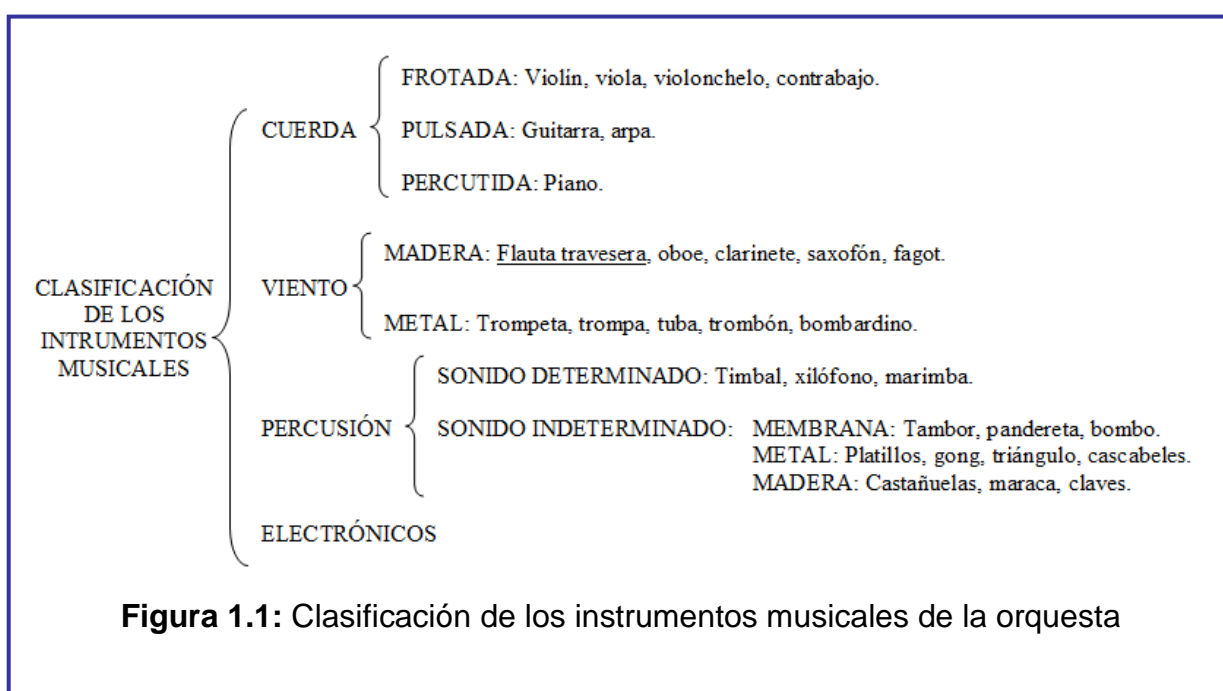 FROTADA: Violín, viola, violonchelo, contrabajo.
CUERDA
PULSADA: Guitarra, arpa.
PERCUTIDA: Piano.
MADERA: Flauta travesera, oboe, clarinete, saxofón, fagot.
VIENTO
METAL: Trompeta, trompa, tuba, trombón, bombardino.
CLASIFICACIÓN
DE LOS
INTRUMENTOS
MUSICALES
SONIDO DETERMINADO: Timbal, xilófono, marimba.
PERCUSIÓN
SONIDO INDETERMINADO: MEMBRANA: Tambor, pandereta, bombo.
METAL: Platillos, gong, triángulo, cascabeles.
MADERA: Castañuelas, maraca, claves.
ELECTRÓNICOS
Figura 1.1: Clasificación de los instrumentos musicales de la orquesta